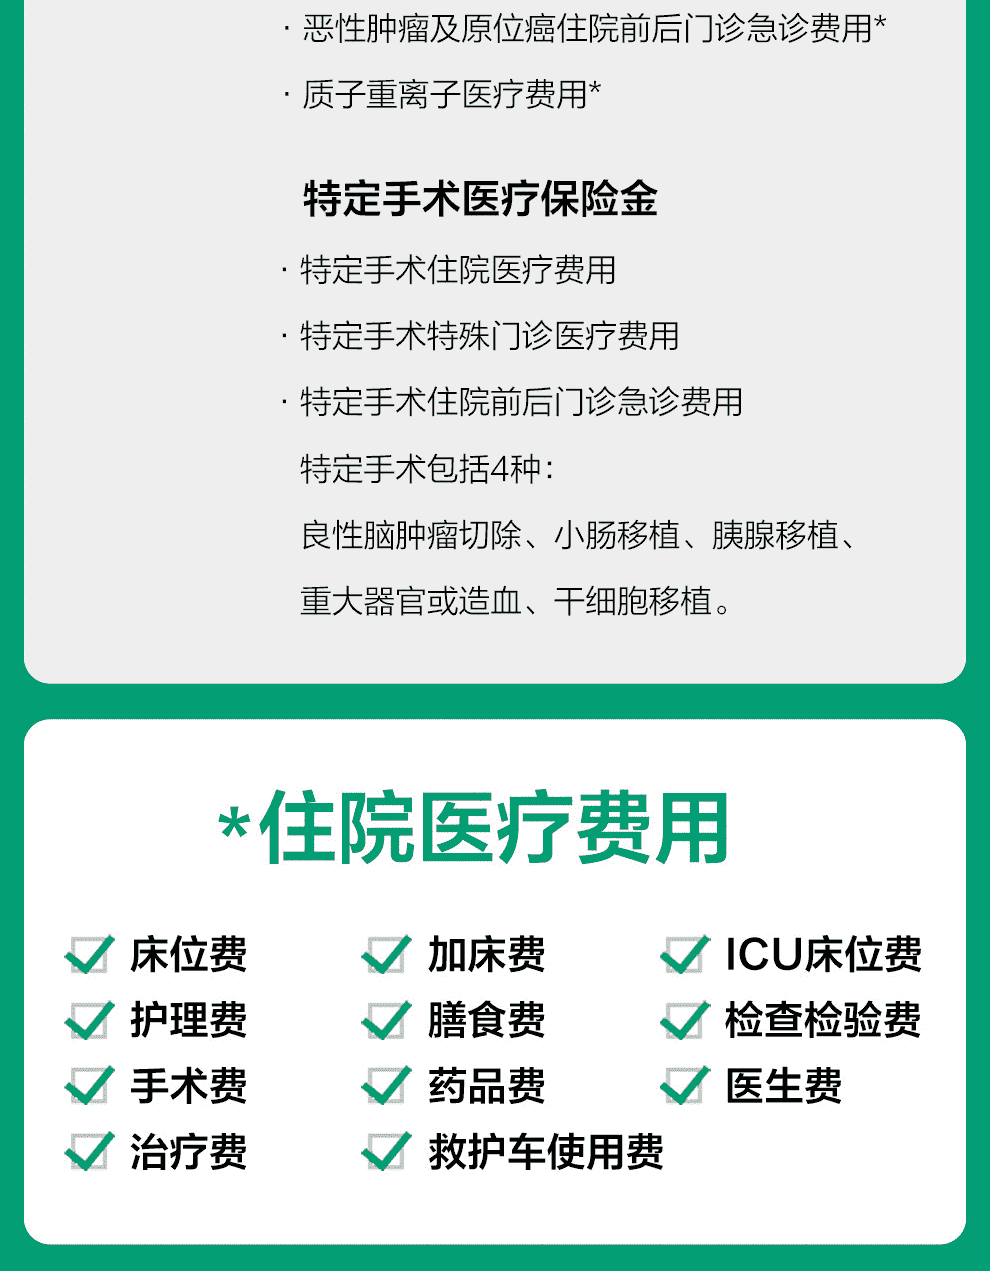 · 恶性肿瘤及原位癌住院前后门诊急诊费用*
· 质子重离子医疗费用*
特定手术医疗保险金
· 特定手术住院医疗费用
· 特定手术特殊门诊医疗费用
· 特定手术住院前后门诊急诊费用
特定手术包括4种：
良性脑肿瘤切除、小肠移植、胰腺移植、
重大器官或造血、干细胞移植。
*住院医疗费用
床位费 加床费 ICU床位费
护理费 膳食费 检查检验费
手术费 药品费 医生费
治疗费 救护车使用费